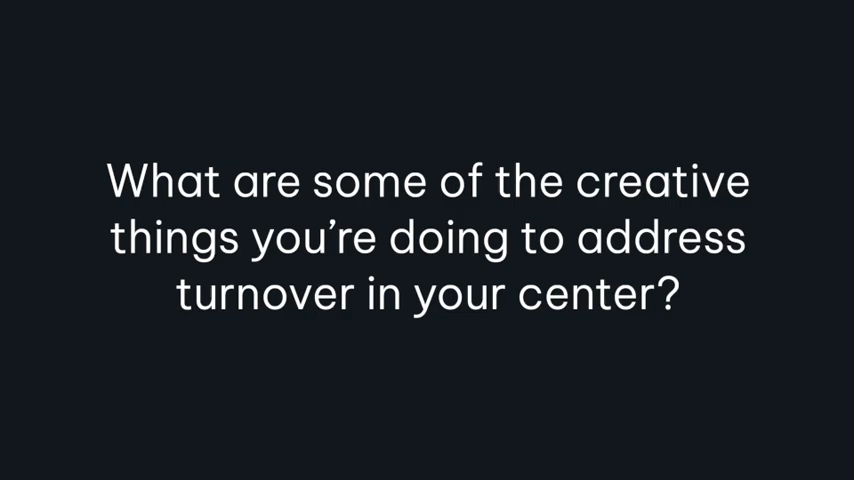 What are some of the creative
things you’re doing to address
turnover in your center?